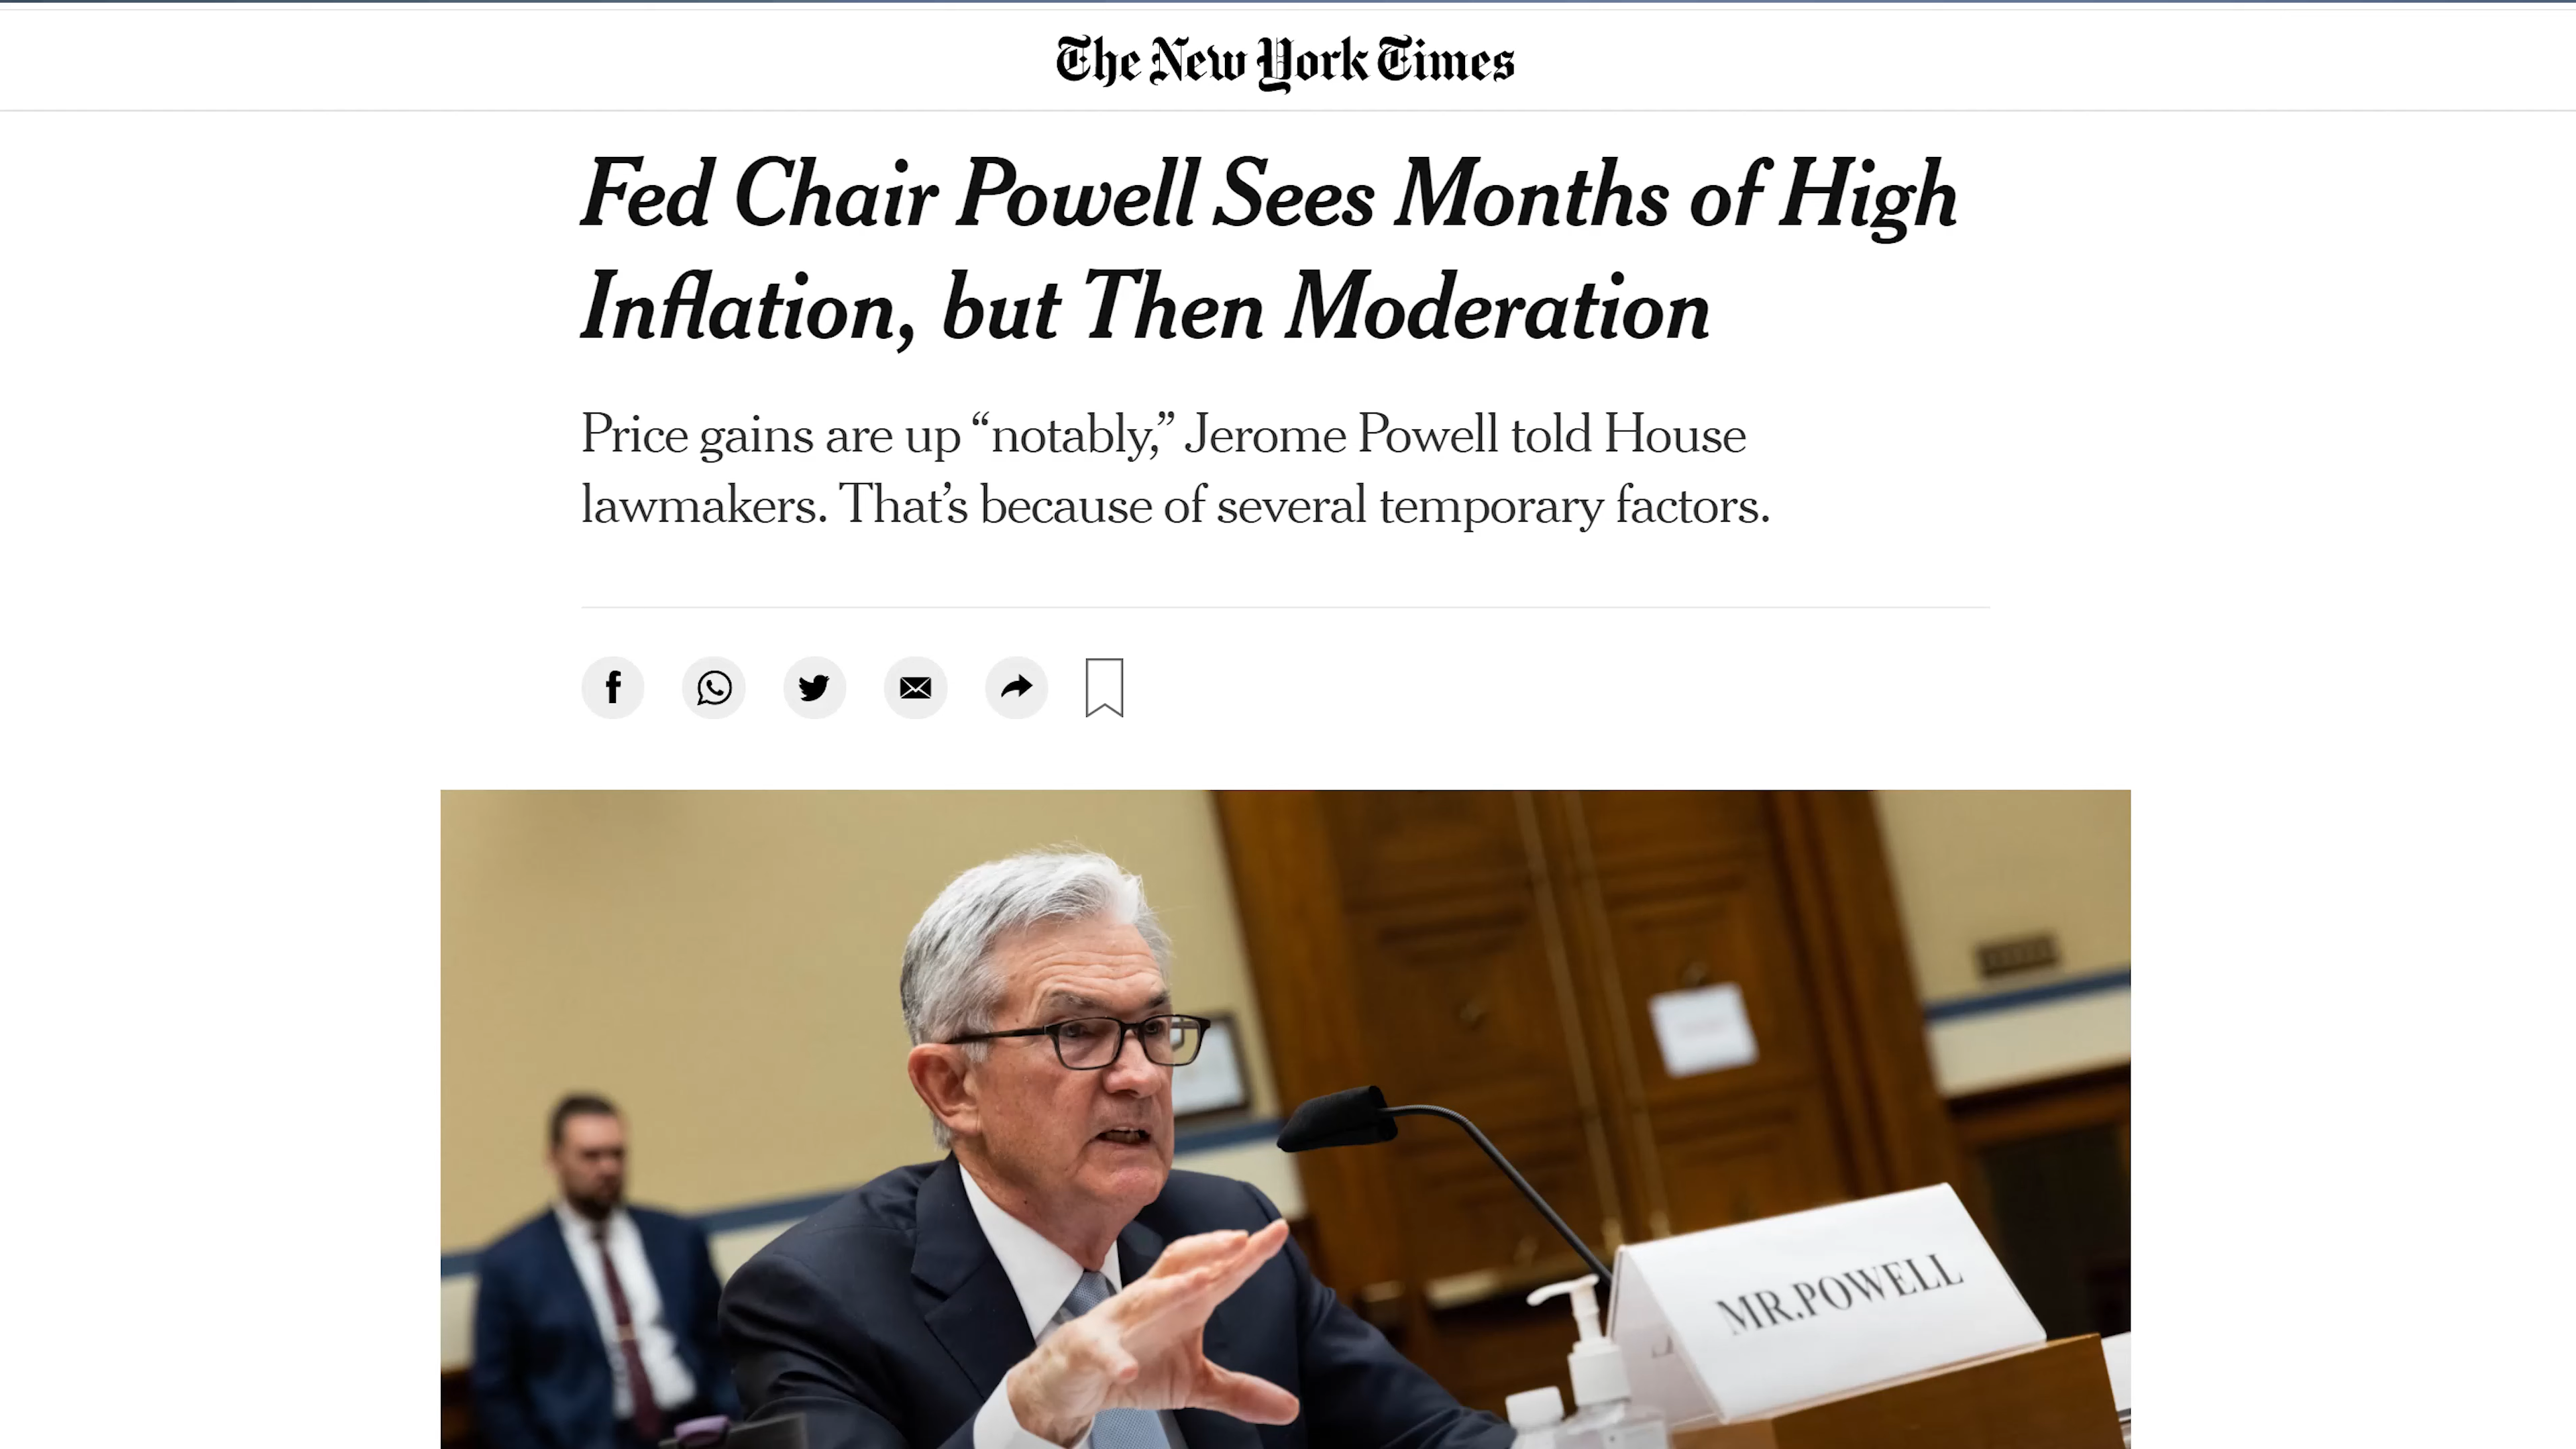 The New York Times
Fed Chair Powell Sees Months of High
Inflation, but Then Moderation
Price gains are up “notably,” Jerome Powell told House
lawmakers. That’s because of several temporary factors.
MR.POWELL